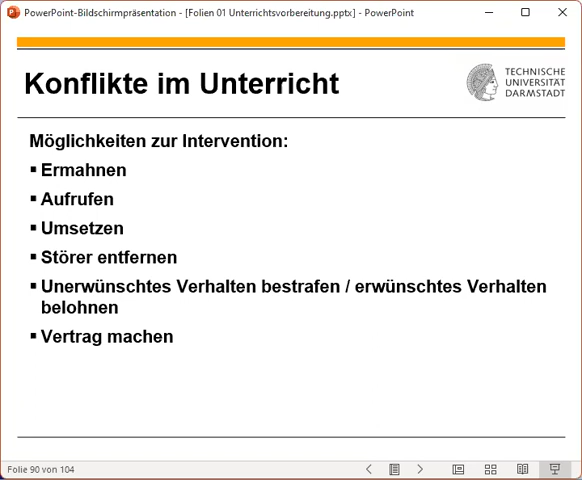 PowerPoint-Bildschirmpräsentation - [Folien 01 Unterrichtsvorbereitung.pptx] - PowerPoint
Konflikte im Unterricht
TECHNISCHE
UNIVERSITÄT
DARMSTADT
Möglichkeiten zur Intervention:
▪ Ermahnen
▪ Aufrufen
▪ Umsetzen
▪ Störer entfernen
▪ Unerwünschtes Verhalten bestrafen / erwünschtes Verhalten
belohnen
▪ Vertrag machen
Folie 90 von 104